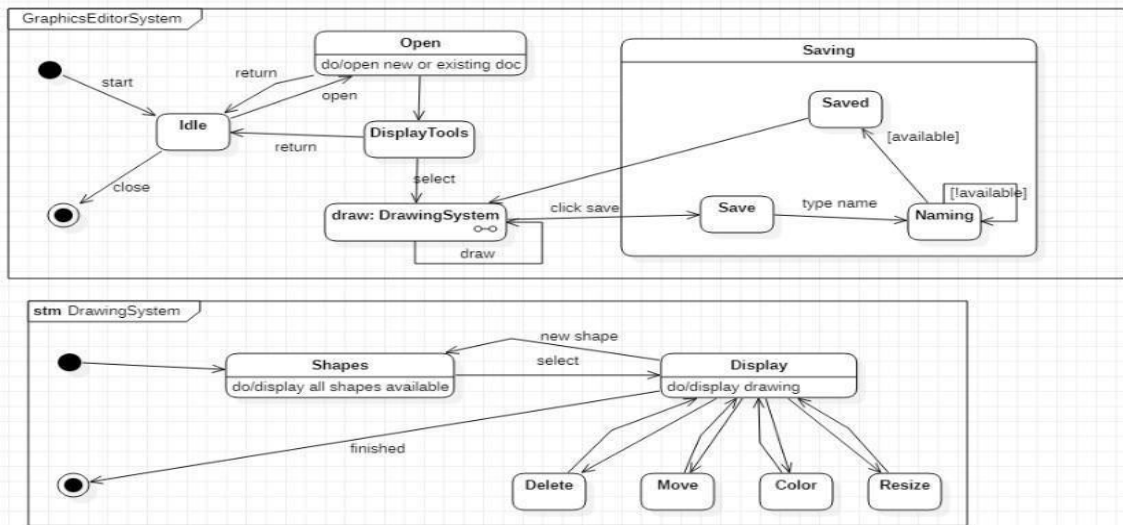 GraphicsEditorSystem
Open
do/open new or existing doc
Saving
return
start
open
Saved
Idle
DisplayTools
[available]
return
close
select
[!available]
draw: DrawingSystem
click save
Save
type name
Naming
draw
stm DrawingSystem
new shape
Shapes
select
Display
do/display all shapes available
do/display drawing
finished
Delete
Move
Color
Resize